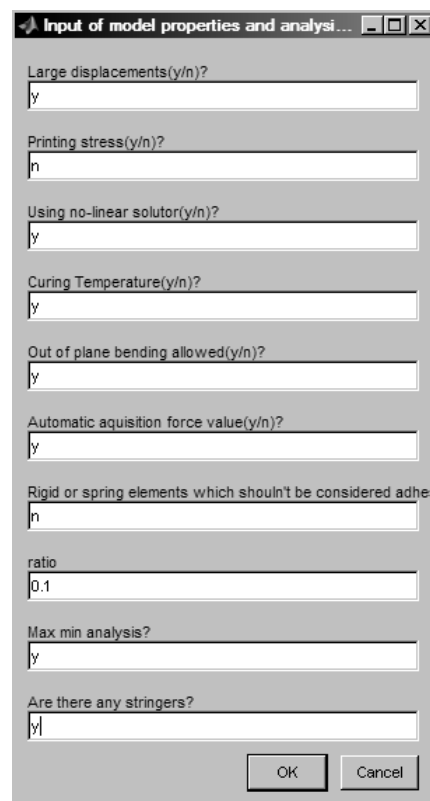 Input of model properties and analysi...
Large displacements(y/n)?
y
Printing stress(y/n)?
n
Using no-linear solutor(y/n)?
y
Curing Temperature(y/n)?
y
Out of plane bending allowed(y/n)?
y
Automatic aquisition force value(y/n)?
y
Rigid or spring elements which shouln't be considered adhe
n
ratio
0.1
Max min analysis?
y
Are there any stringers?
y
OK Cancel